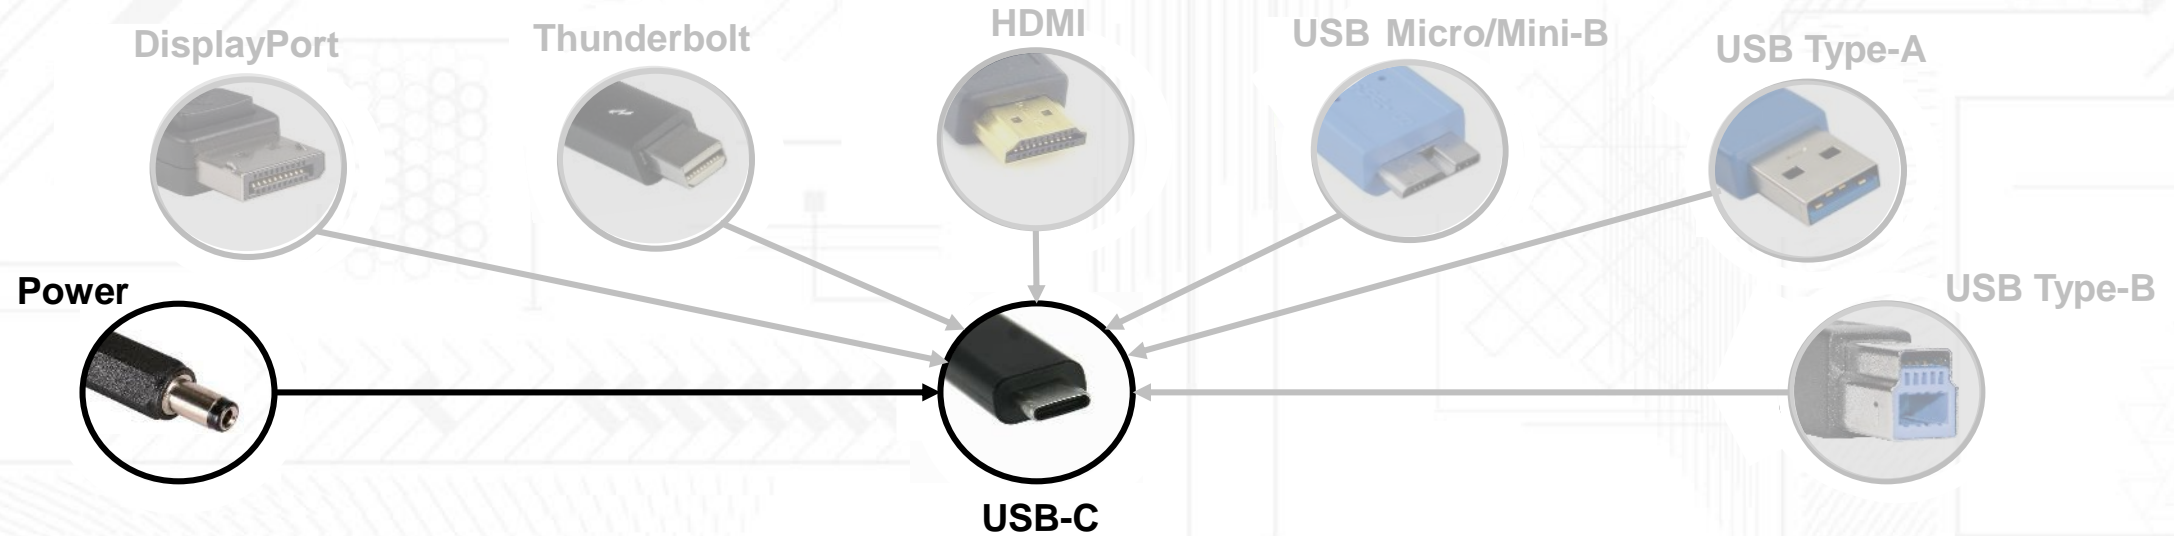 DisplayPort
Thunderbolt
HDMI
USB Micro/Mini-B
USB Type-A
Power
USB Type-B
USB-C